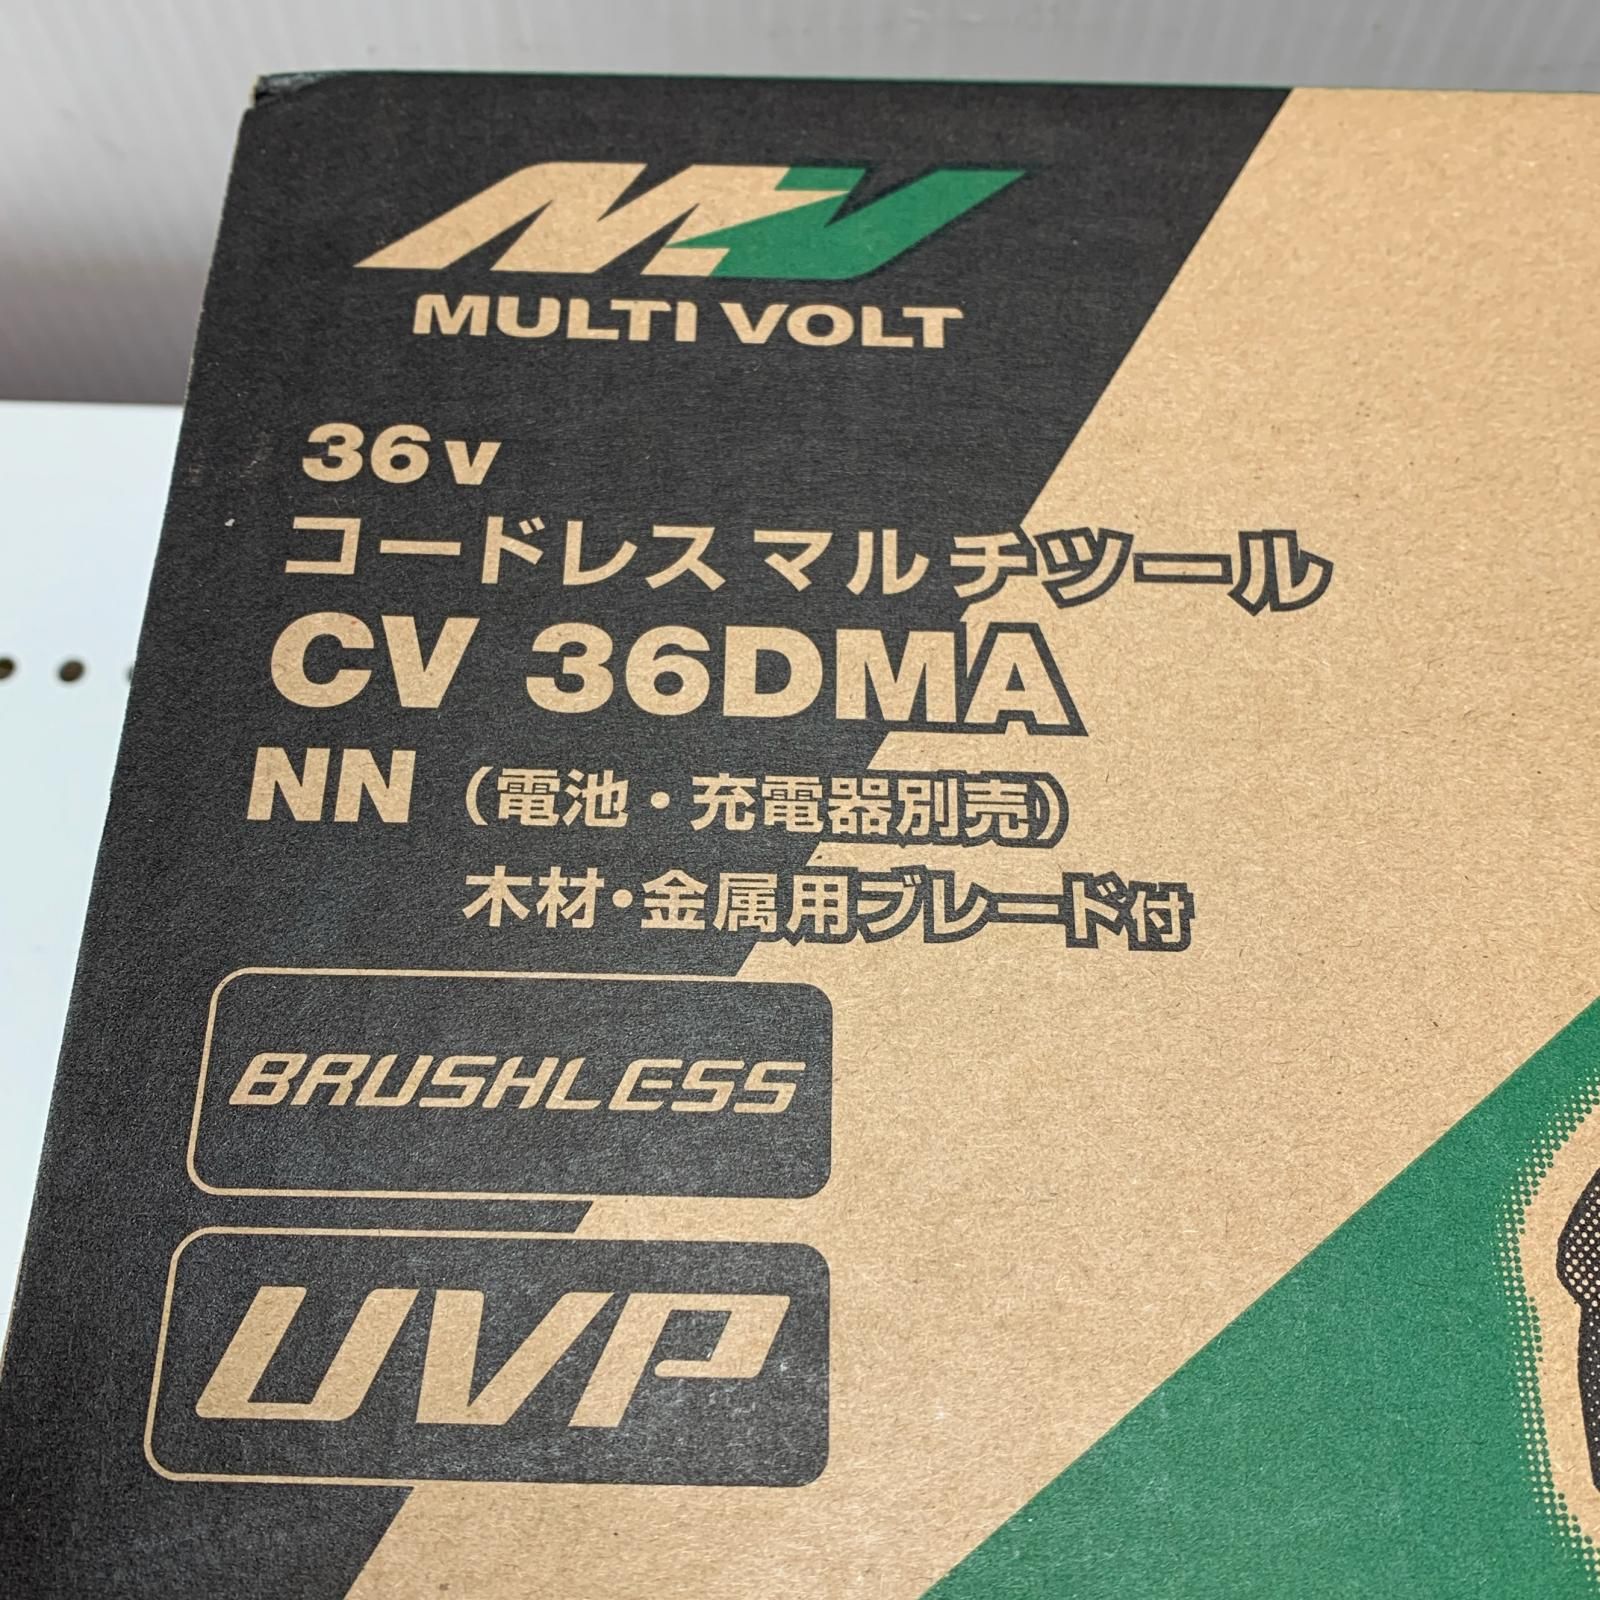 MV
MULTI VOLT
36v
コードレス マルチツール
CV 36DMA
NN（電池・充電器別売）
木材・金属用ブレード付
BRUSHLESS
UVP